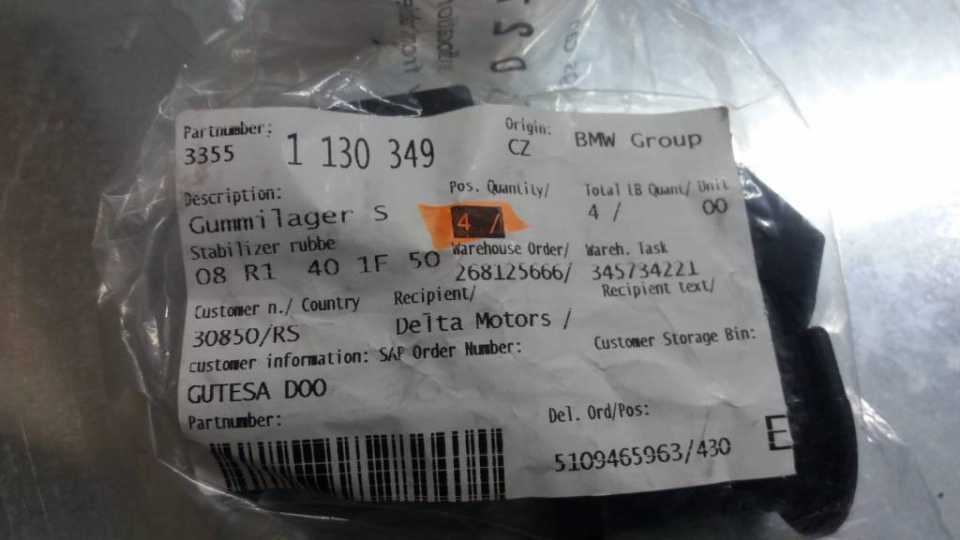 Partnumber: Origin: BMW Group
3355 1 130 349 CZ
Description: Pos. Quantity/ Total IB Quant/ Unit
Gummilager S 4 / 4 / 00
Stabilizer rubbe Warehouse Order/ Wareh. Task
08 R1 40 1F 50 268125666/ 345734221
Customer n./ Country Recipient/ Recipient text/
30850/RS Delta Motors /
customer information: SAP Order Number: Customer Storage Bin:
GUTESA DOO
Partnumber: Del. Ord/Pos:
5109465963/430 E